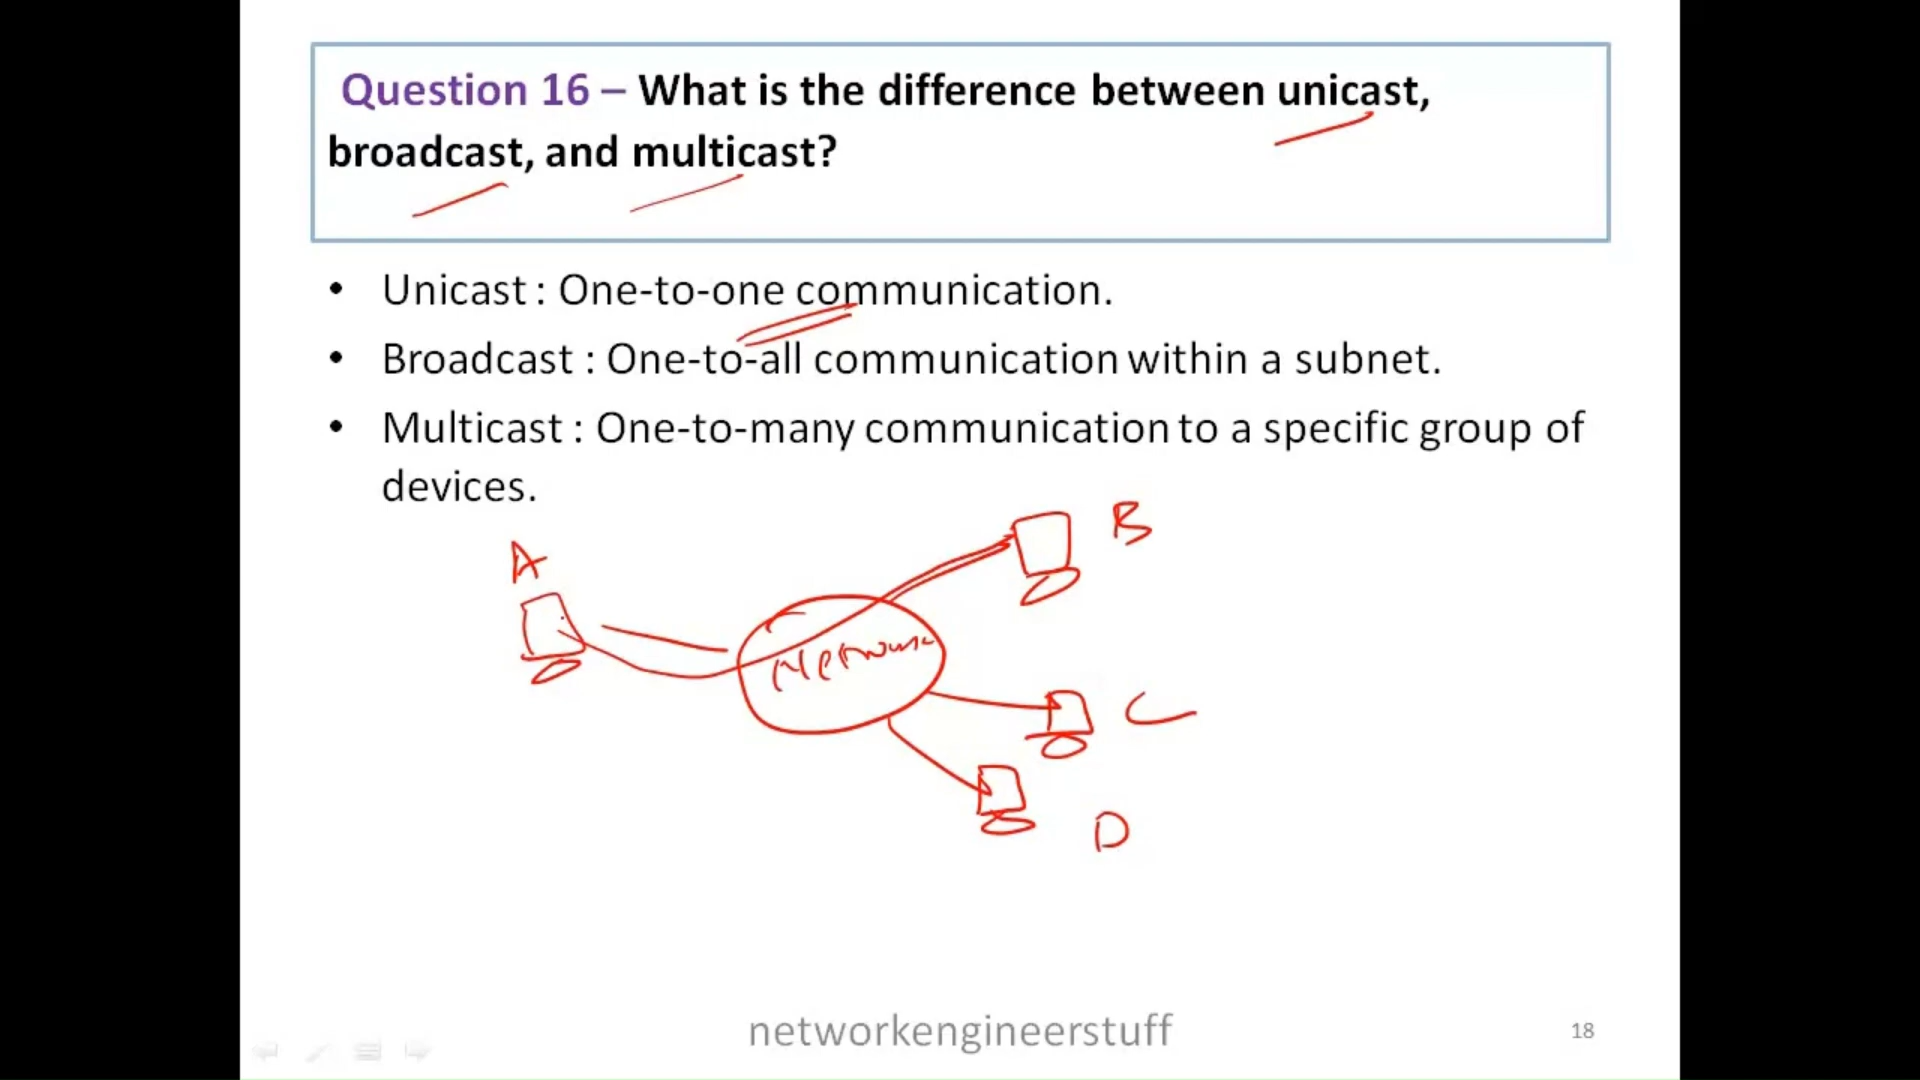 Question 16 – What is the difference between unicast,
broadcast, and multicast?
• Unicast : One-to-one communication.
• Broadcast : One-to-all communication within a subnet.
• Multicast : One-to-many communication to a specific group of
devices.
B
A
Network
C
D
networkengineerstuff
18